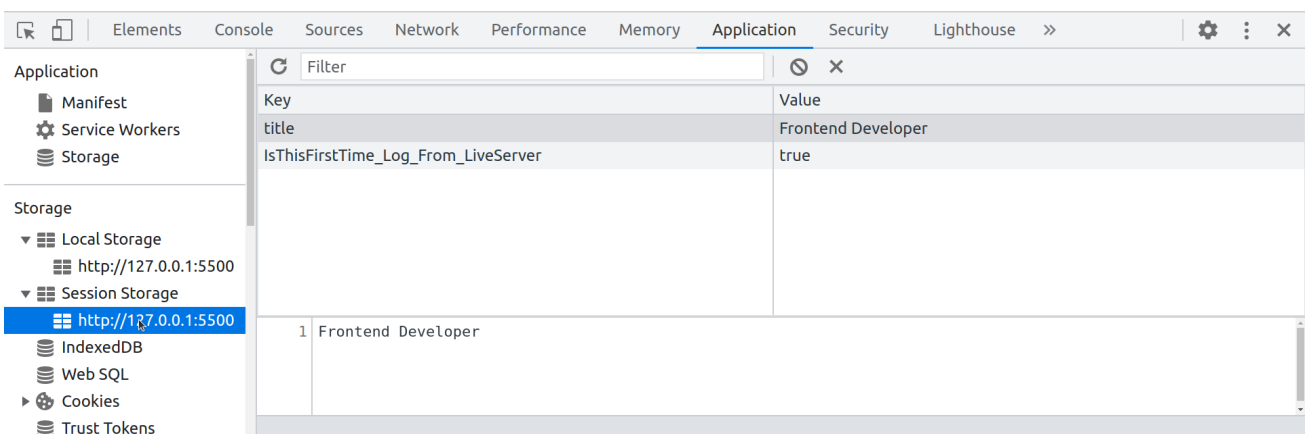 Elements Console Sources Network Performance Memory Application Security Lighthouse
Application
Manifest
Service Workers
Storage
Storage
Local Storage
http://127.0.0.1:5500
Session Storage
http://127.0.0.1:5500
IndexedDB
Web SQL
Cookies
Trust Tokens
Filter
Key Value
title Frontend Developer
IsThisFirstTime_Log_From_LiveServer true
1 Frontend Developer